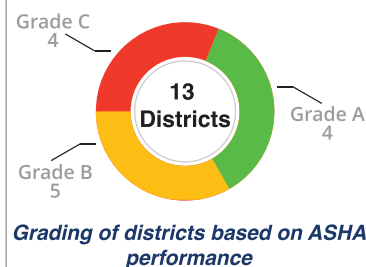 Grade C
4
13
Districts
Grade A
4
Grade B
5
Grading of districts based on ASHA
performance